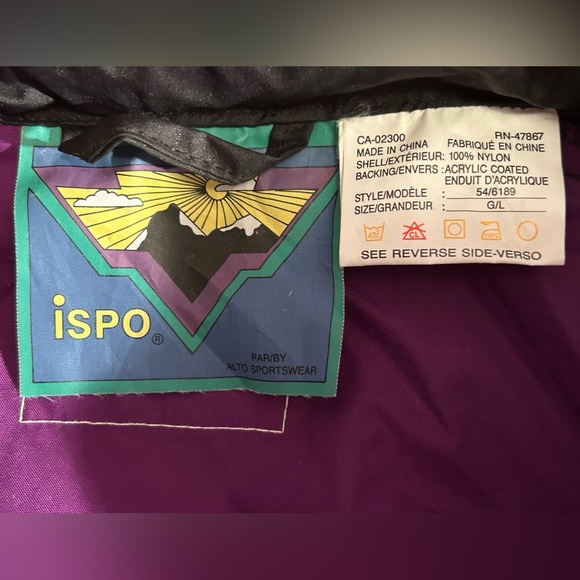 iSPO®
PAR/BY
ALTO SPORTSWEAR
CA-02300 RN-47867
MADE IN CHINA FABRIQUÉ EN CHINE
SHELL/EXTÉRIEUR: 100% NYLON
BACKING/ENVERS : ACRYLIC COATED
ENDUIT D'ACRYLIQUE
STYLE/MODÈLE : 54/6189
SIZE/GRANDEUR : G/L
40C CL
SEE REVERSE SIDE-VERSO